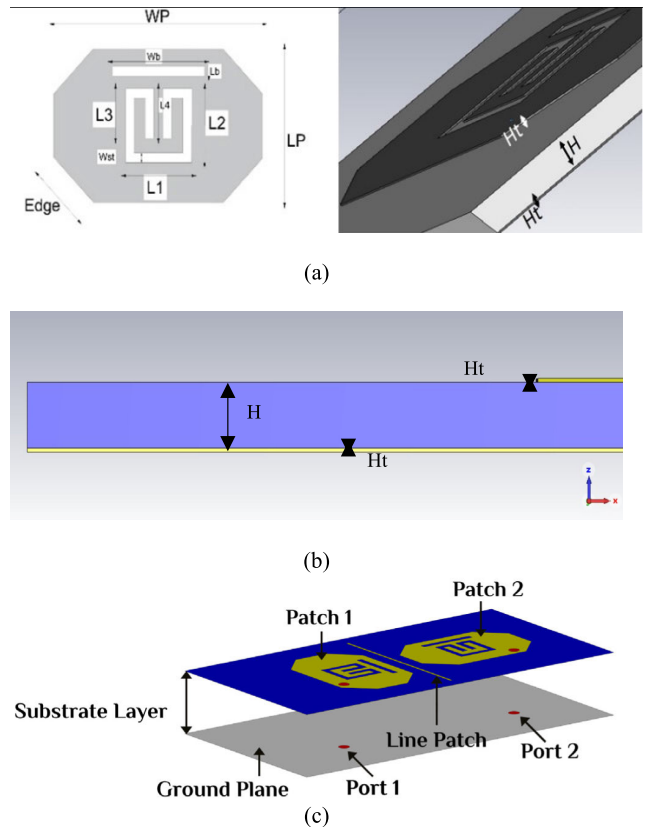 WP
Wb
Lb
L3
L4
L2
LP
Wst
L1
Edge
Ht
H
Ht
(a)
Ht
H
Ht
z
x
(b)
Patch 2
Patch 1
Substrate Layer
Line Patch
Port 2
Ground Plane
Port 1
(c)